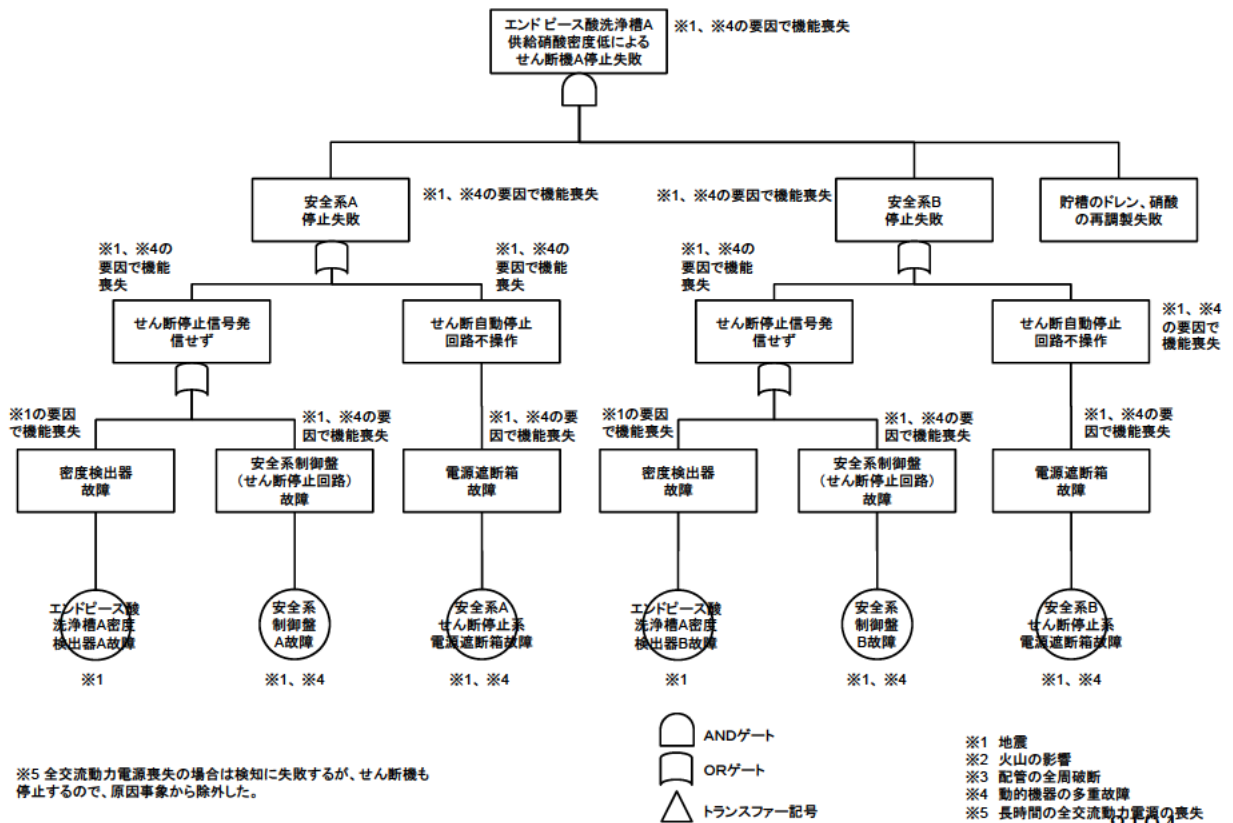 エンドピース酸洗浄槽A
供給硝酸密度低による
せん断機A停止失敗
※1、※4の要因で機能喪失
安全系A
停止失敗
※1、※4の要因で機能喪失
※1、※4の要因で機能喪失
安全系B
停止失敗
貯槽のドレン、硝酸
の再調製失敗
※1、※4の
要因で機能
喪失
せん断停止信号発
信せず
※1、※4の
要因で機能
喪失
せん断自動停止
回路不操作
※1、※4の
要因で機能
喪失
せん断停止信号発
信せず
せん断自動停止
回路不操作
※1、※4
の要因で
機能喪失
※1の要因
で機能喪失
密度検出器
故障
※1、※4の要
因で機能喪失
安全系制御盤
（せん断停止回路）
故障
※1、※4の要
因で機能喪失
電源遮断箱
故障
※1の要因
で機能喪失
密度検出器
故障
※1、※4の要
因で機能喪失
安全系制御盤
（せん断停止回路）
故障
※1、※4の要
因で機能喪失
電源遮断箱
故障
エンドピース酸
洗浄槽A密度
検出器A故障
※1
安全系
制御盤
A故障
※1、※4
安全系A
せん断停止系
電源遮断箱故障
※1、※4
エンドピース酸
洗浄槽A密度
検出器B故障
※1
安全系
制御盤
B故障
※1、※4
安全系B
せん断停止系
電源遮断箱故障
※1、※4
※5 全交流動力電源喪失の場合は検知に失敗するが、せん断機も
停止するので、原因事象から除外した。
ANDゲート
ORゲート
トランスファー記号
※1 地震
※2 火山の影響
※3 配管の全周破断
※4 動的機器の多重故障
※5 長時間の全交流動力電源の喪失